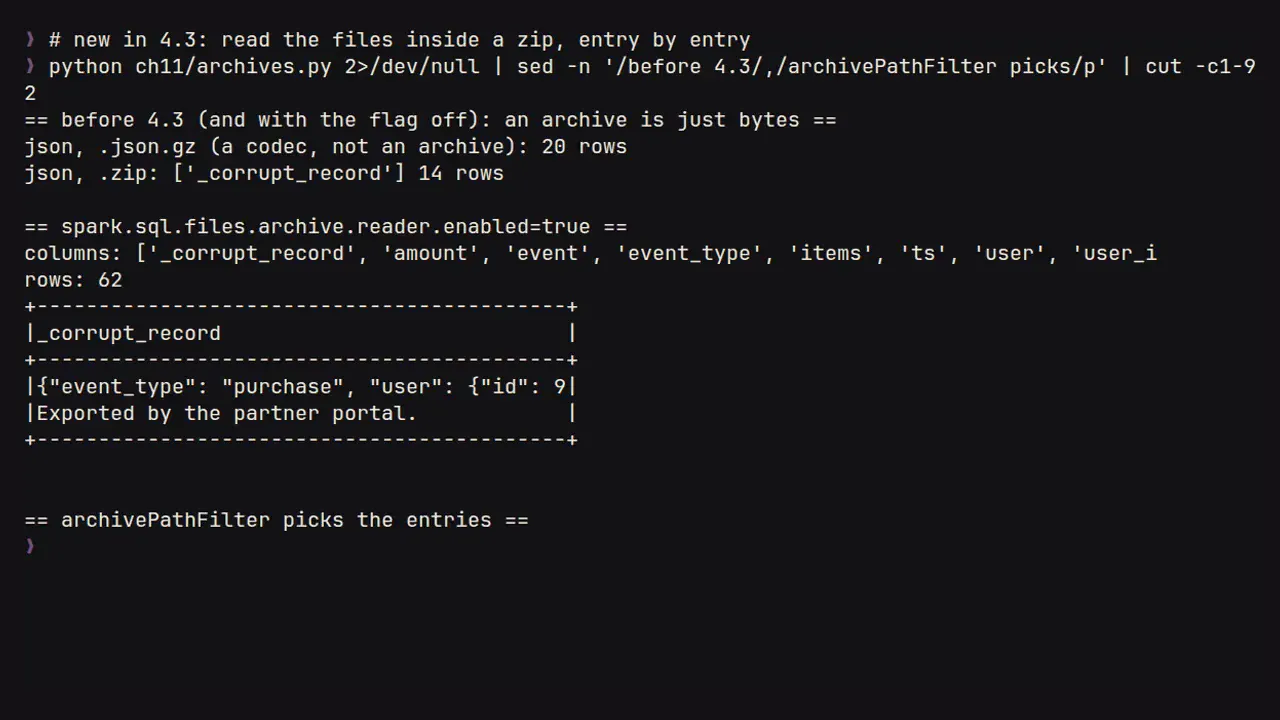 ❱ # new in 4.3: read the files inside a zip, entry by entry
❱ python ch11/archives.py 2>/dev/null | sed -n '/before 4.3/,/archivePathFilter picks/p' | cut -c1-9
2
== before 4.3 (and with the flag off): an archive is just bytes ==
json, .json.gz (a codec, not an archive): 20 rows
json, .zip: ['_corrupt_record'] 14 rows

== spark.sql.files.archive.reader.enabled=true ==
columns: ['_corrupt_record', 'amount', 'event', 'event_type', 'items', 'ts', 'user', 'user_i
rows: 62
+-------------------------------------------+
|_corrupt_record                            |
+-------------------------------------------+
|{"event_type": "purchase", "user": {"id": 9|
|Exported by the partner portal.            |
+-------------------------------------------+

== archivePathFilter picks the entries ==
❱